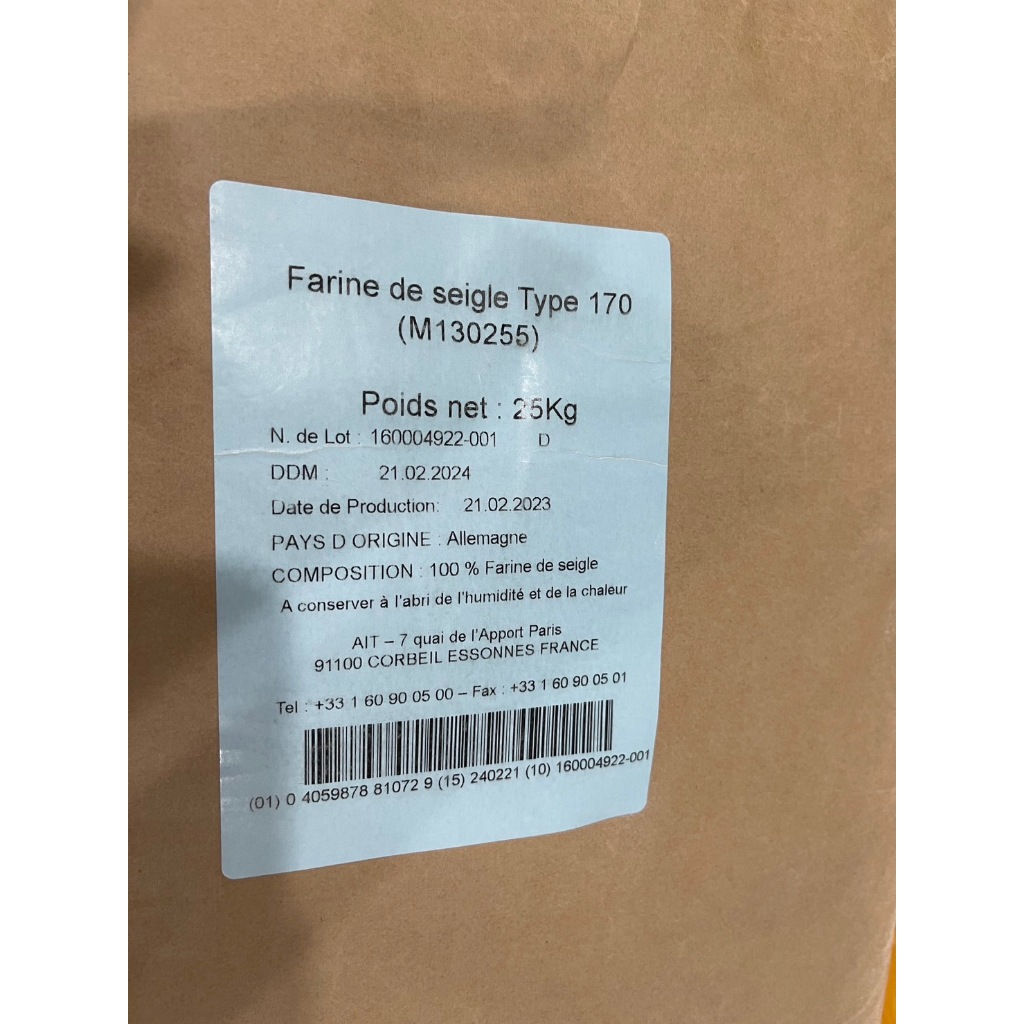 Farine de seigle Type 170
(M130255)
Poids net : 25Kg
N. de Lot : 160004922-001 D
DDM : 21.02.2024
Date de Production: 21.02.2023
PAYS D ORIGINE : Allemagne
COMPOSITION : 100 % Farine de seigle
A conserver à l'abri de l'humidité et de la chaleur
AIT – 7 quai de l'Apport Paris
91100 CORBEIL ESSONNES FRANCE
Tel : +33 1 60 90 05 00 – Fax : +33 1 60 90 05 01
(01) 0 4059878 81072 9 (15) 240221 (10) 160004922-001